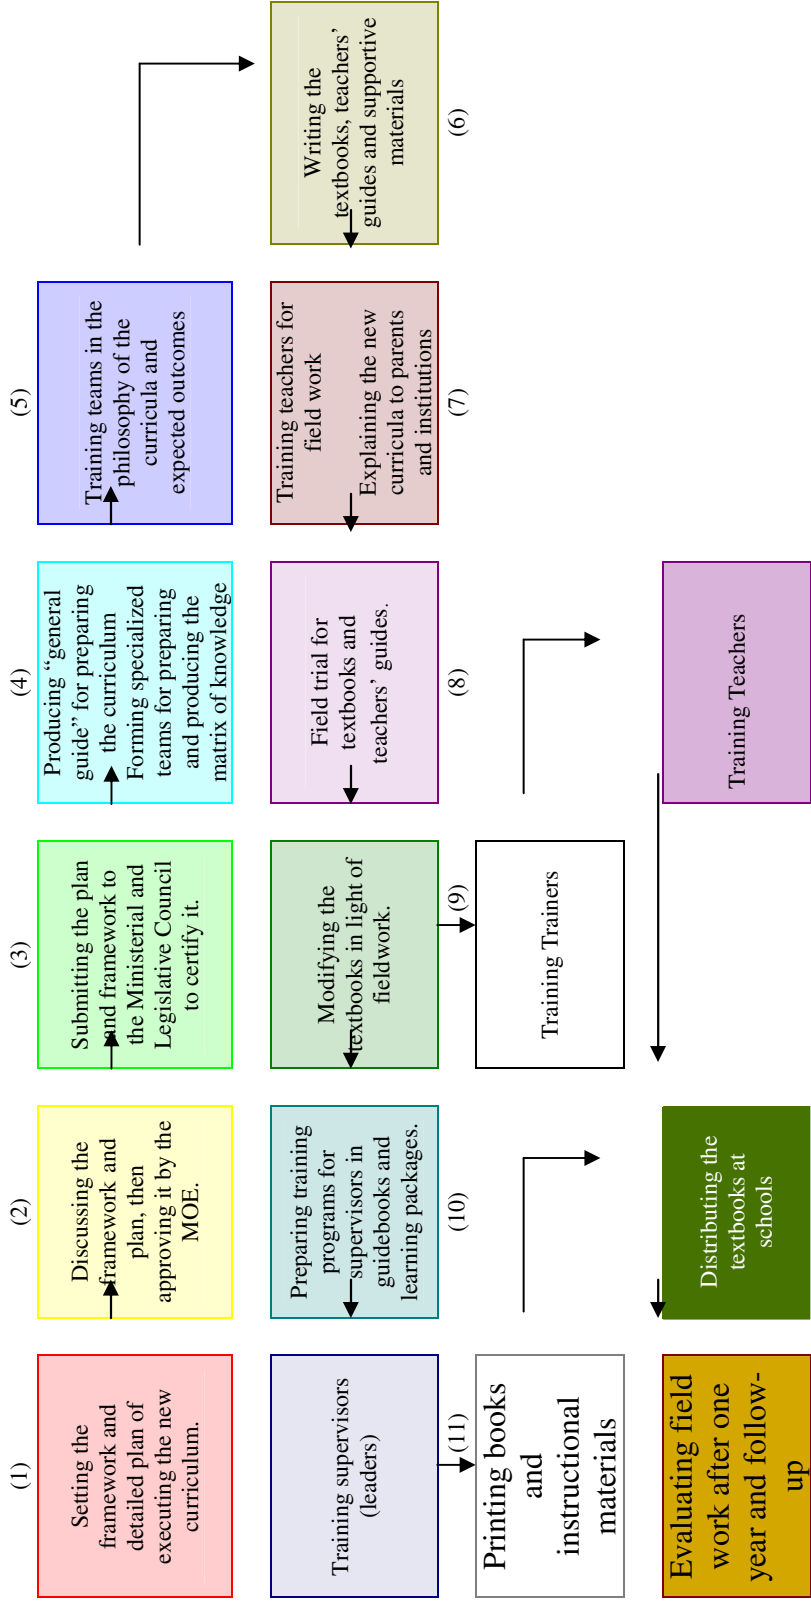 (1)
Setting the
framework and
detailed plan of
executing the new
curriculum.
(2)
Discussing the
framework and
plan, then
approving it by the
MOE.
(3)
Submitting the plan
and framework to
the Ministerial and
Legislative Council
to certify it.
(4)
Producing “general
guide” for preparing
the curriculum
Forming specialized
teams for preparing
and producing the
matrix of knowledge
(5)
Training teams in the
philosophy of the
curricula and
expected outcomes
Writing the
textbooks, teachers’
guides and supportive
materials
(6)
Training teachers for
field work
Explaining the new
curricula to parents
and institutions
(7)
Field trial for
textbooks and
teachers’ guides.
(8)
Modifying the
textbooks in light of
fieldwork.
(9)
Preparing training
programs for
supervisors in
guidebooks and
learning packages.
(10)
Training supervisors
(leaders)
(11)
Printing books
and
instructional
materials
Training Trainers
Training Teachers
Distributing the
textbooks at
schools
Evaluating field
work after one
year and follow-
up